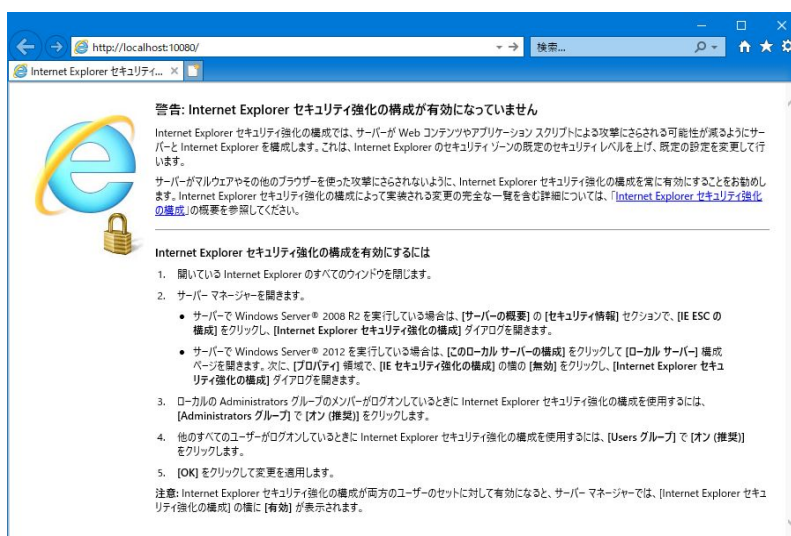 http://localhost:10080/
検索...
Internet Explorer セキュリティ...
警告: Internet Explorer セキュリティ強化の構成が有効になっていません
Internet Explorer セキュリティ強化の構成では、サーバーが Web コンテンツやアプリケーション スクリプトによる攻撃にさらされる可能性が減るようにサー
バーと Internet Explorer を構成します。これは、Internet Explorer のセキュリティ ゾーンの既定のセキュリティ レベルを上げ、既定の設定を変更して行
います。
サーバーがマルウェアやその他のブラウザーを使った攻撃にさらされないように、Internet Explorer セキュリティ強化の構成を常に有効にすることをお勧めし
ます。Internet Explorer セキュリティ強化の構成によって実装される変更の完全な一覧を含む詳細については、「Internet Explorer セキュリティ強化
の構成」の概要を参照してください。
Internet Explorer セキュリティ強化の構成を有効にするには
1. 開いている Internet Explorer のすべてのウィンドウを閉じます。
2. サーバー マネージャーを開きます。
● サーバーで Windows Server® 2008 R2 を実行している場合は、[サーバーの概要] の [セキュリティ情報] セクションで、[IE ESC の
構成] をクリックし、[Internet Explorer セキュリティ強化の構成] ダイアログを開きます。
● サーバーで Windows Server® 2012 を実行している場合は、[このローカル サーバーの構成] をクリックして [ローカル サーバー] 構成
ページを開きます。次に、[プロパティ] 領域で、[IE セキュリティ強化の構成] の横の [無効] をクリックし、[Internet Explorer セキュ
リティ強化の構成] ダイアログを開きます。
3. ローカルの Administrators グループのメンバーがログオンしているときに Internet Explorer セキュリティ強化の構成を使用するには、
[Administrators グループ] で [オン (推奨)] をクリックします。
4. 他のすべてのユーザーがログオンしているときに Internet Explorer セキュリティ強化の構成を使用するには、[Users グループ] で [オン (推奨)]
をクリックします。
5. [OK] をクリックして変更を適用します。
注意: Internet Explorer セキュリティ強化の構成が両方のユーザーのセットに対して有効になると、サーバー マネージャーでは、[Internet Explorer セキュ
リティ強化の構成] の横に [有効] が表示されます。